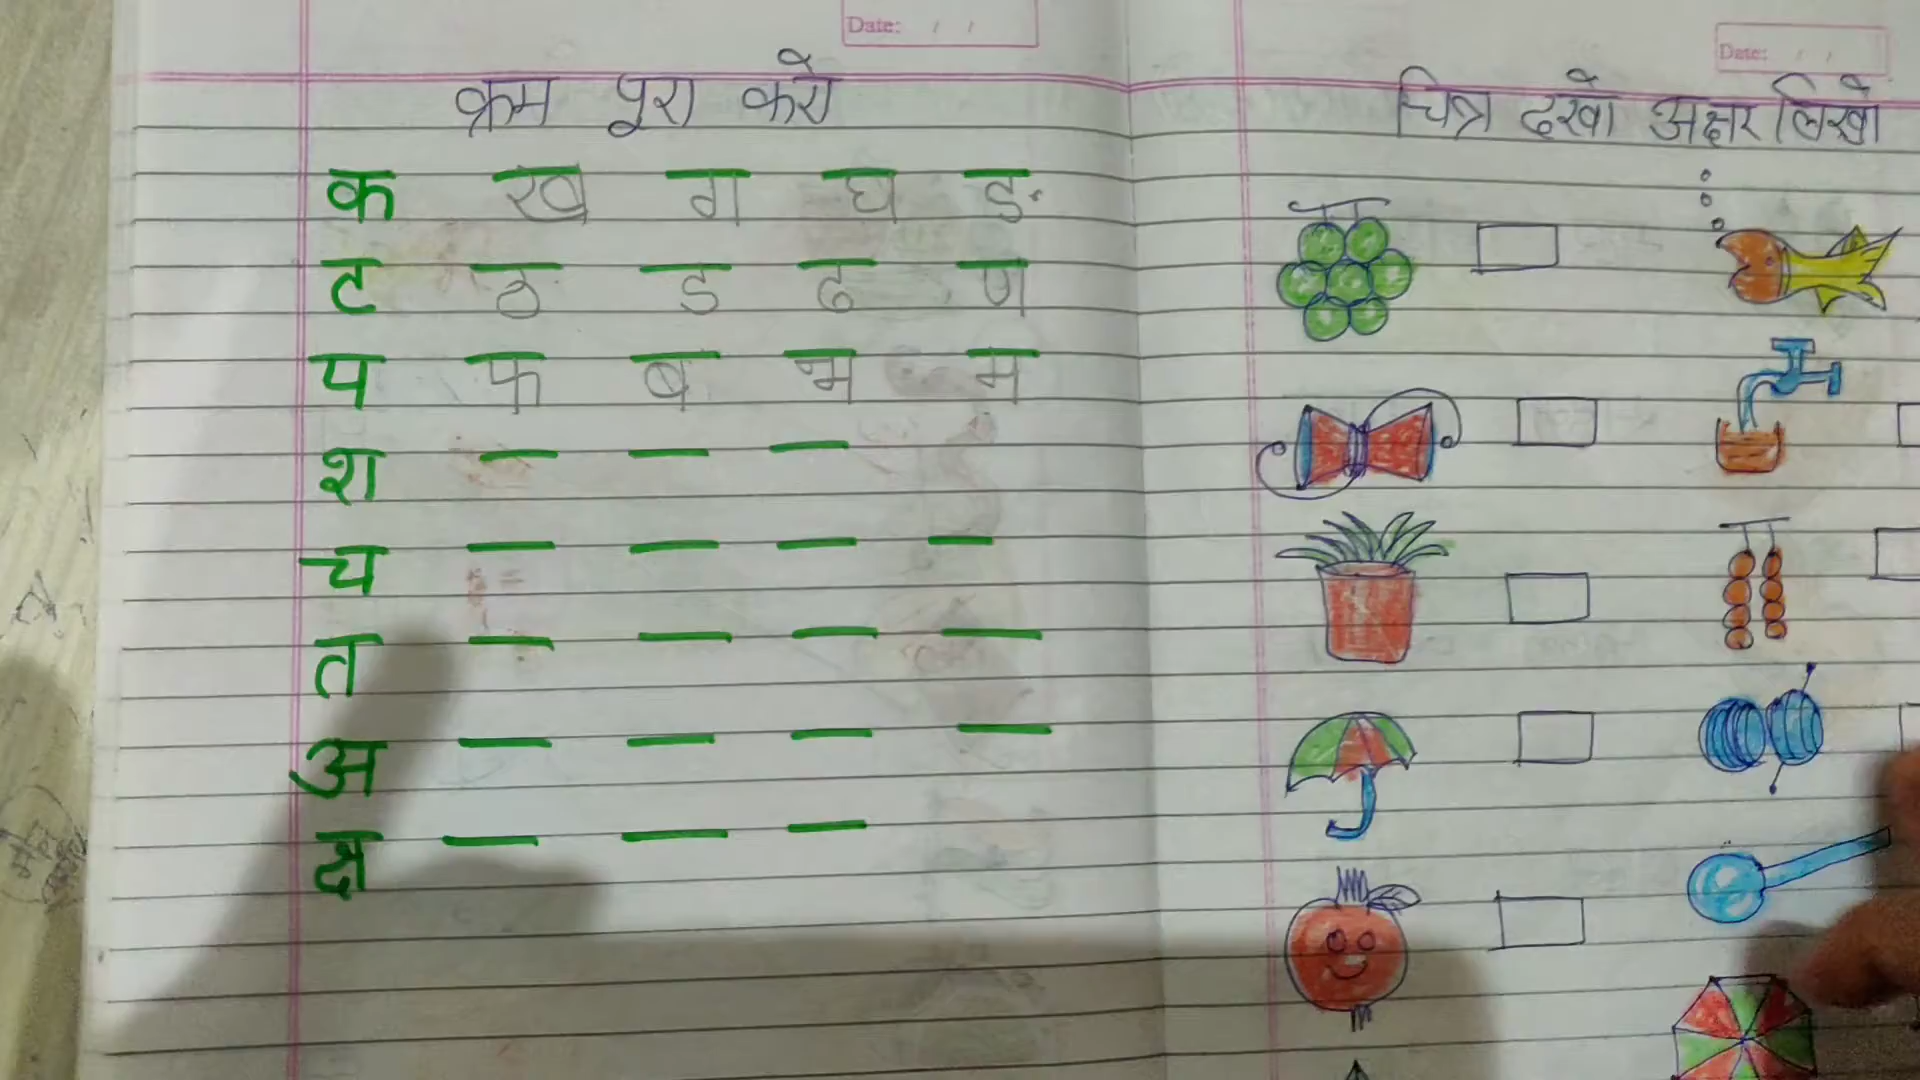 Date: / /
क्रम पूरा करो
क ख ग घ ङ
ट ठ ड ढ ण
प फ ब भ म
श
च
त
अ
क्ष
Date: / /
चित्र देखो अक्षर लिखो